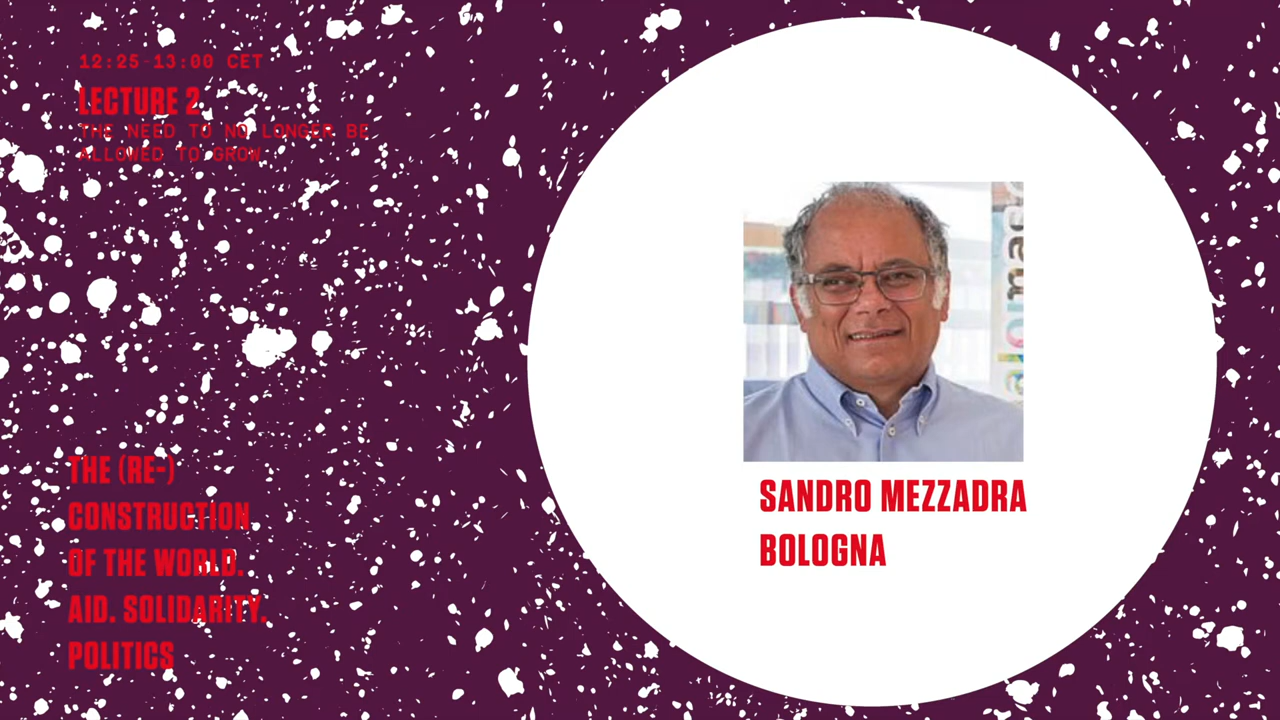 12:25-13:00 CET
LECTURE 2
THE NEED TO NO LONGER BE
ALLOWED TO GROW
THE (RE-)
CONSTRUCTION
OF THE WORLD.
AID. SOLIDARITY.
POLITICS
SANDRO MEZZADRA
BOLOGNA